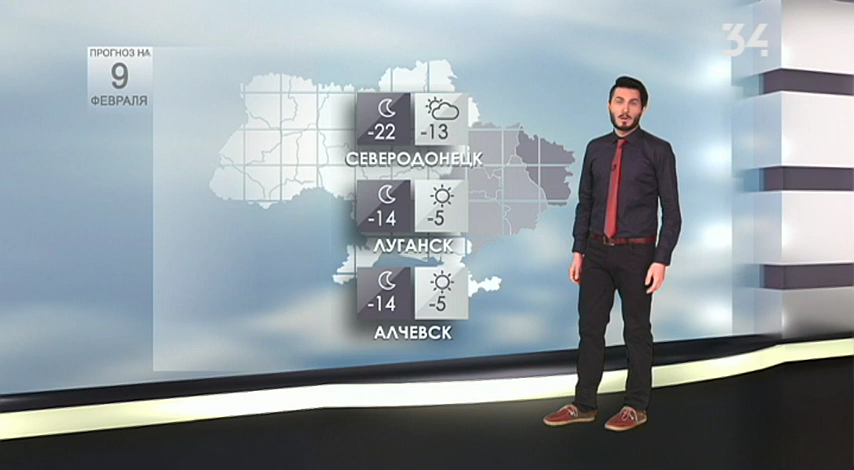 34
ПРОГНОЗ НА
9
ФЕВРАЛЯ
-22
-13
СЕВЕРОДОНЕЦК
-14
-5
ЛУГАНСК
-14
-5
АЛЧЕВСК